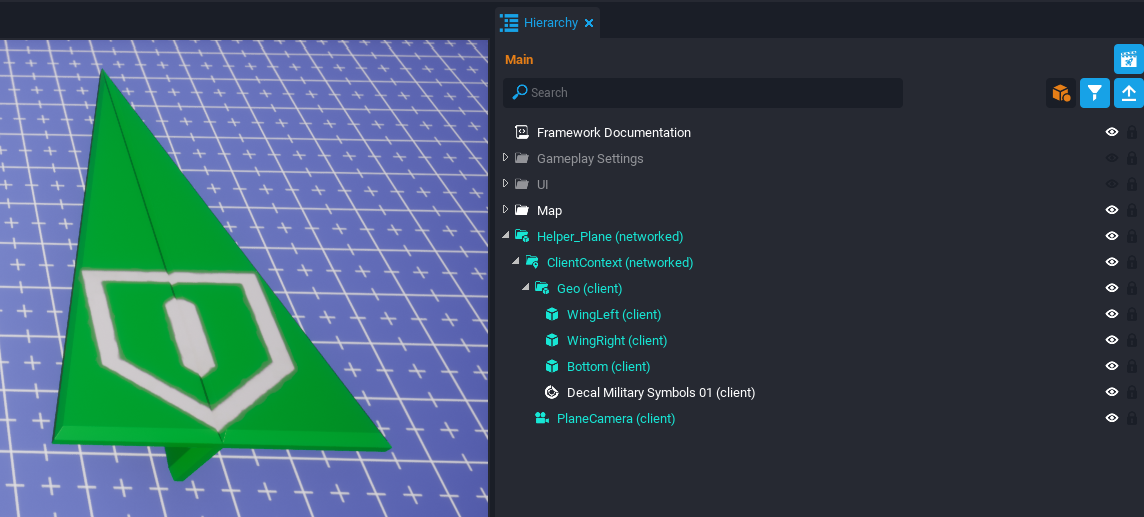 Hierarchy
Main
Search
Framework Documentation
Gameplay Settings
UI
Map
Helper_Plane (networked)
ClientContext (networked)
Geo (client)
WingLeft (client)
WingRight (client)
Bottom (client)
Decal Military Symbols 01 (client)
PlaneCamera (client)